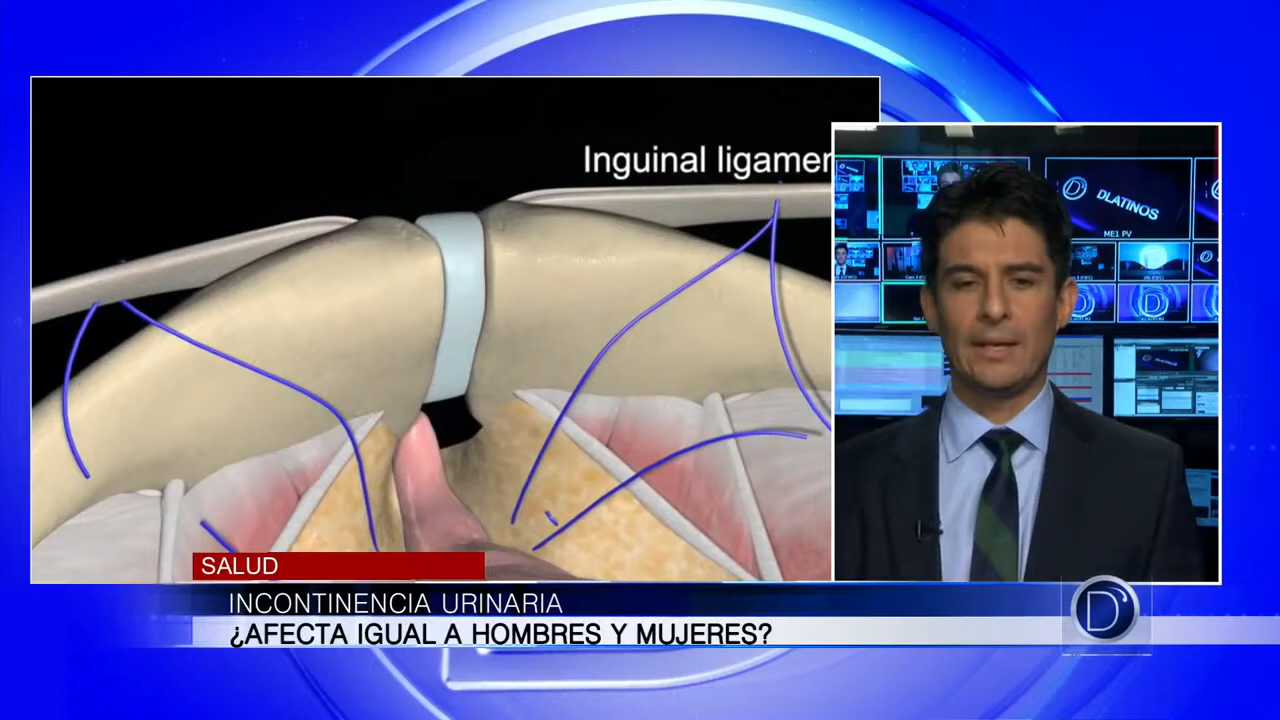 Inguinal ligamen
DLATINOS
ME1 PV
SALUD
INCONTINENCIA URINARIA
¿AFECTA IGUAL A HOMBRES Y MUJERES?
D